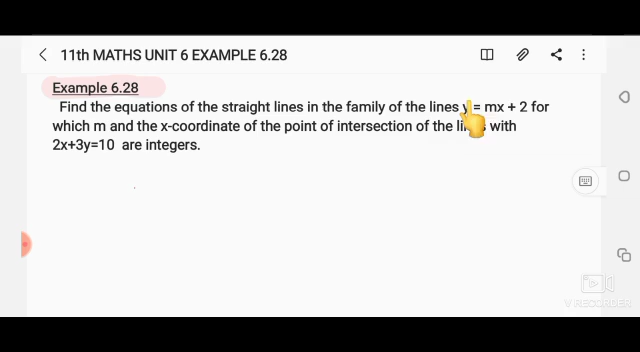 11th MATHS UNIT 6 EXAMPLE 6.28
Example 6.28
Find the equations of the straight lines in the family of the lines y = mx + 2 for
which m and the x-coordinate of the point of intersection of the lines with
2x+3y=10 are integers.
V RECORDER